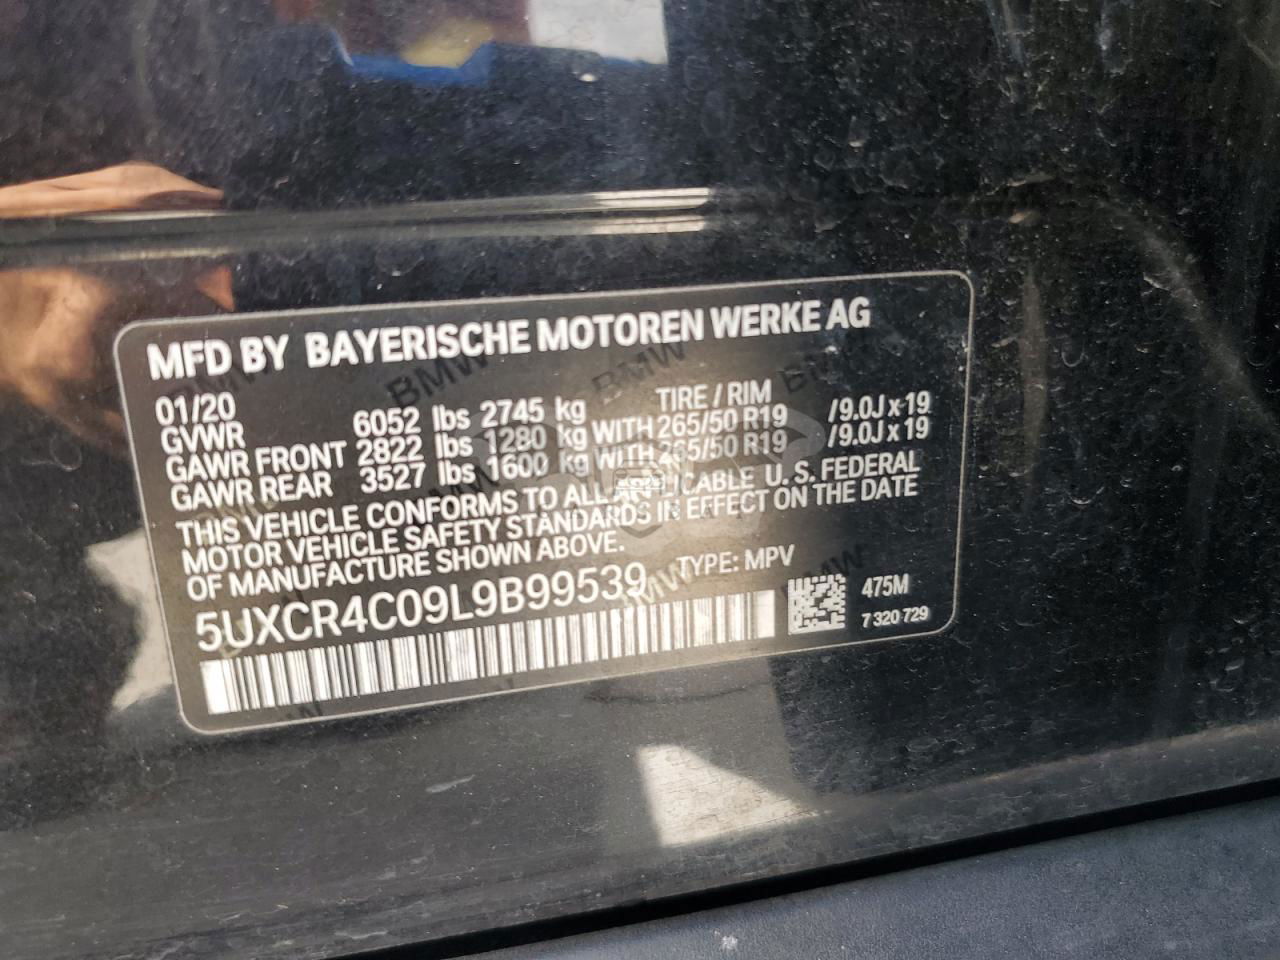 MFD BY BAYERISCHE MOTOREN WERKE AG
01/20 TIRE / RIM
GVWR 6052 lbs 2745 kg
GAWR FRONT 2822 lbs 1280 kg WITH 265/50 R19 /9.0J x 19
GAWR REAR 3527 lbs 1600 kg WITH 265/50 R19 /9.0J x 19
THIS VEHICLE CONFORMS TO ALL APPLICABLE U.S. FEDERAL
MOTOR VEHICLE SAFETY STANDARDS IN EFFECT ON THE DATE
OF MANUFACTURE SHOWN ABOVE.
5UXCR4C09L9B99539 TYPE: MPV
475M
7 320 729